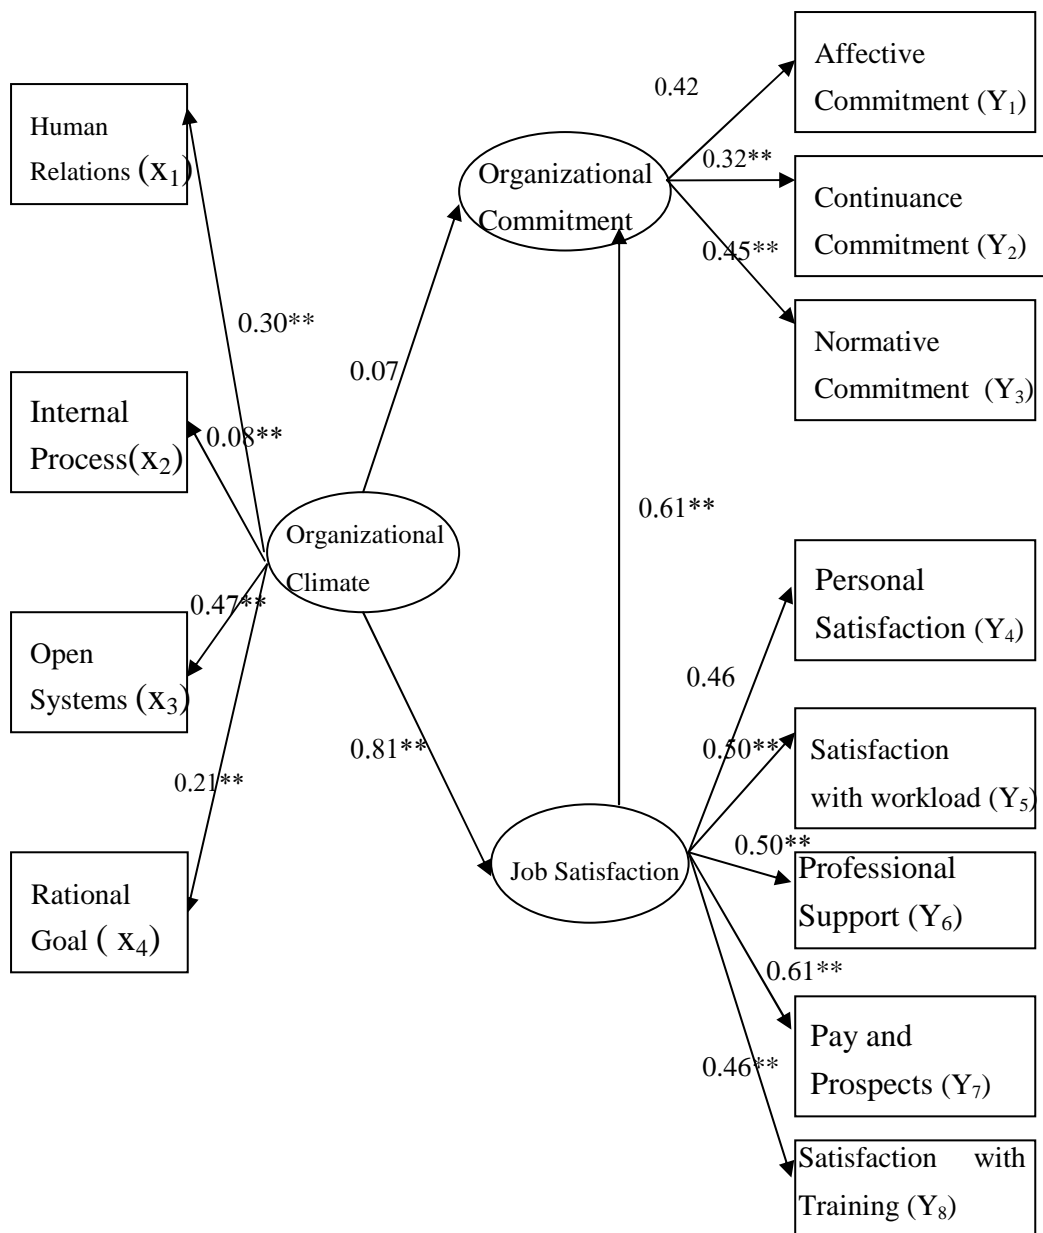 Human
Relations (x₁)
0.30**
Internal
Process(x₂)
0.08**
Open
Systems (x₃)
0.47**
Rational
Goal ( x₄)
0.21**
Organizational
Climate
0.07
0.81**
Organizational
Commitment
0.61**
Job Satisfaction
0.42
0.32**
0.45**
Affective
Commitment (Y₁)
Continuance
Commitment (Y₂)
Normative
Commitment (Y₃)
0.46
0.50**
0.50**
0.61**
0.46**
Personal
Satisfaction (Y₄)
Satisfaction
with workload (Y₅)
Professional
Support (Y₆)
Pay and
Prospects (Y₇)
Satisfaction with
Training (Y₈)